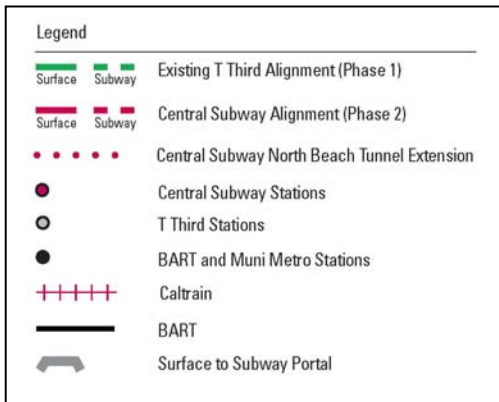 Legend
Surface Subway Existing T Third Alignment (Phase 1)
Surface Subway Central Subway Alignment (Phase 2)
Central Subway North Beach Tunnel Extension
Central Subway Stations
T Third Stations
BART and Muni Metro Stations
Caltrain
BART
Surface to Subway Portal